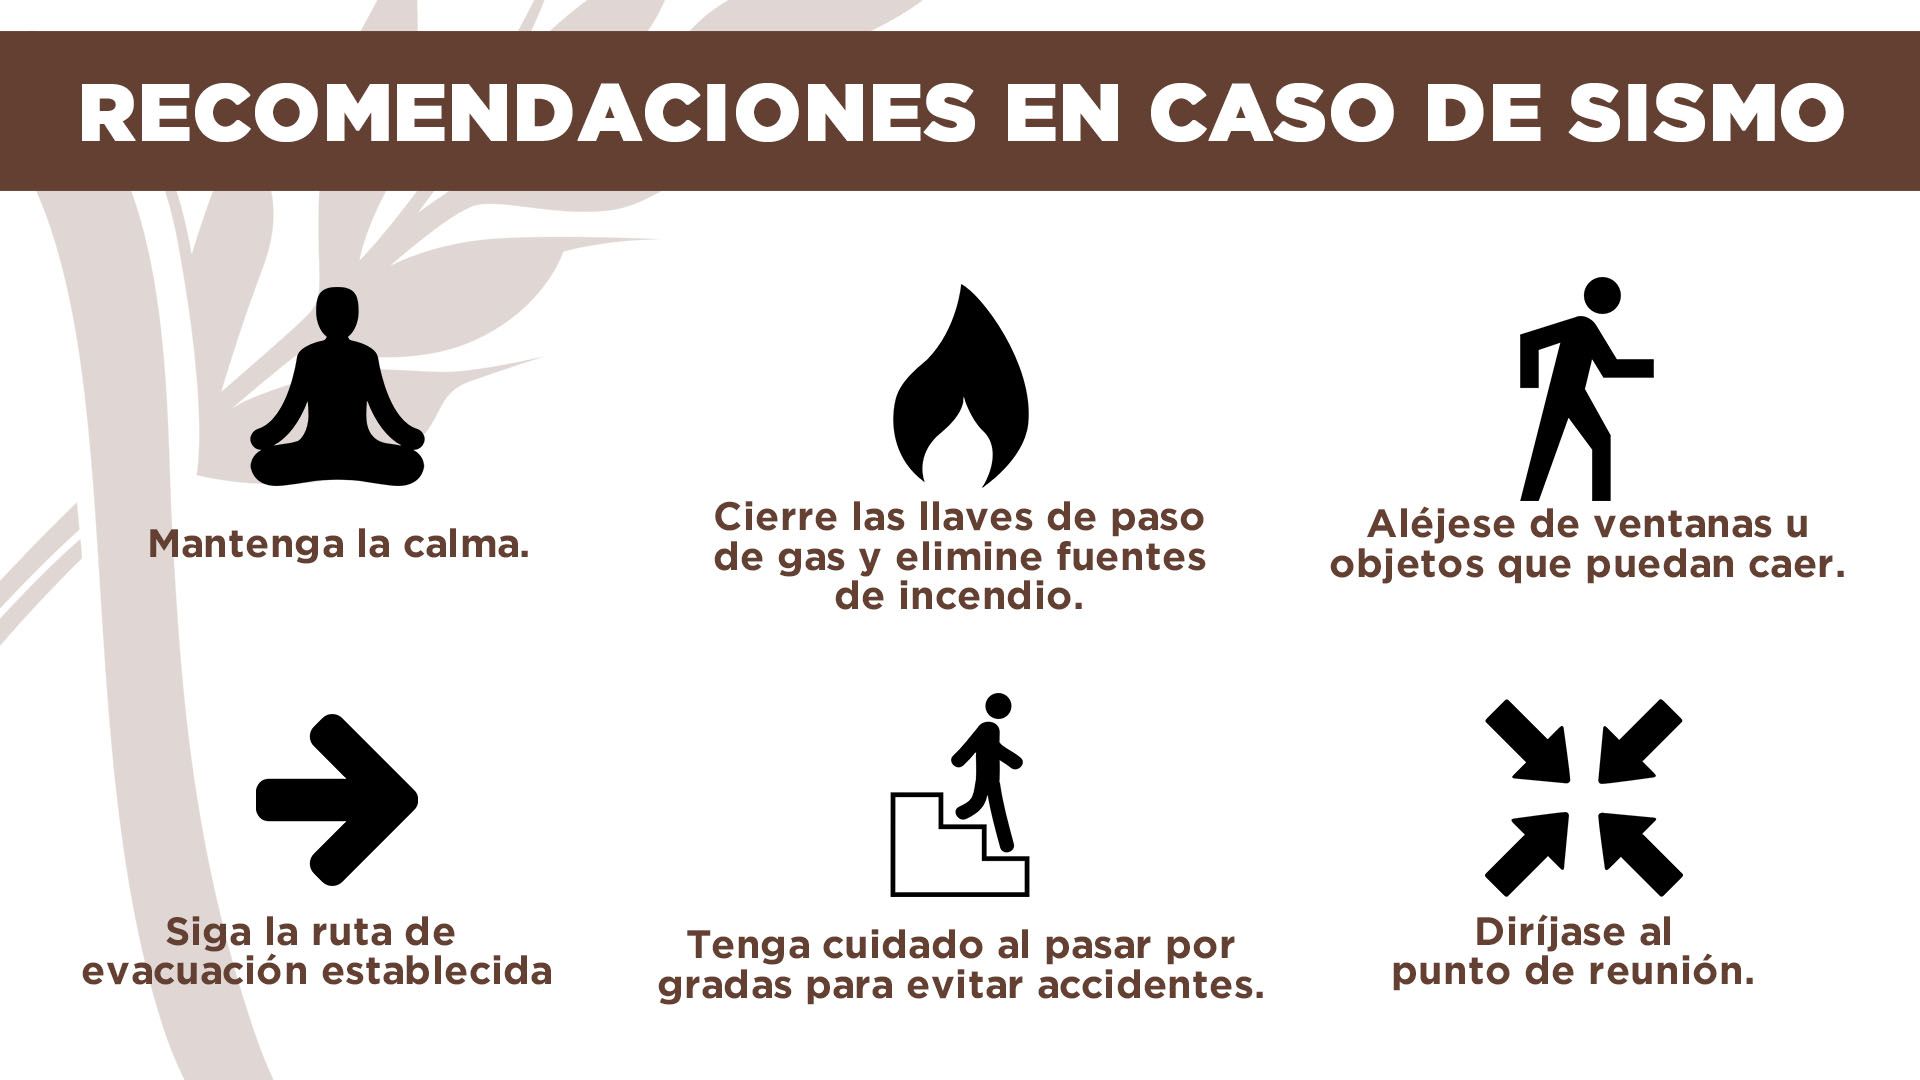 RECOMENDACIONES EN CASO DE SISMO
Mantenga la calma.
Cierre las llaves de paso
de gas y elimine fuentes
de incendio.
Aléjese de ventanas u
objetos que puedan caer.
Siga la ruta de
evacuación establecida
Tenga cuidado al pasar por
gradas para evitar accidentes.
Diríjase al
punto de reunión.